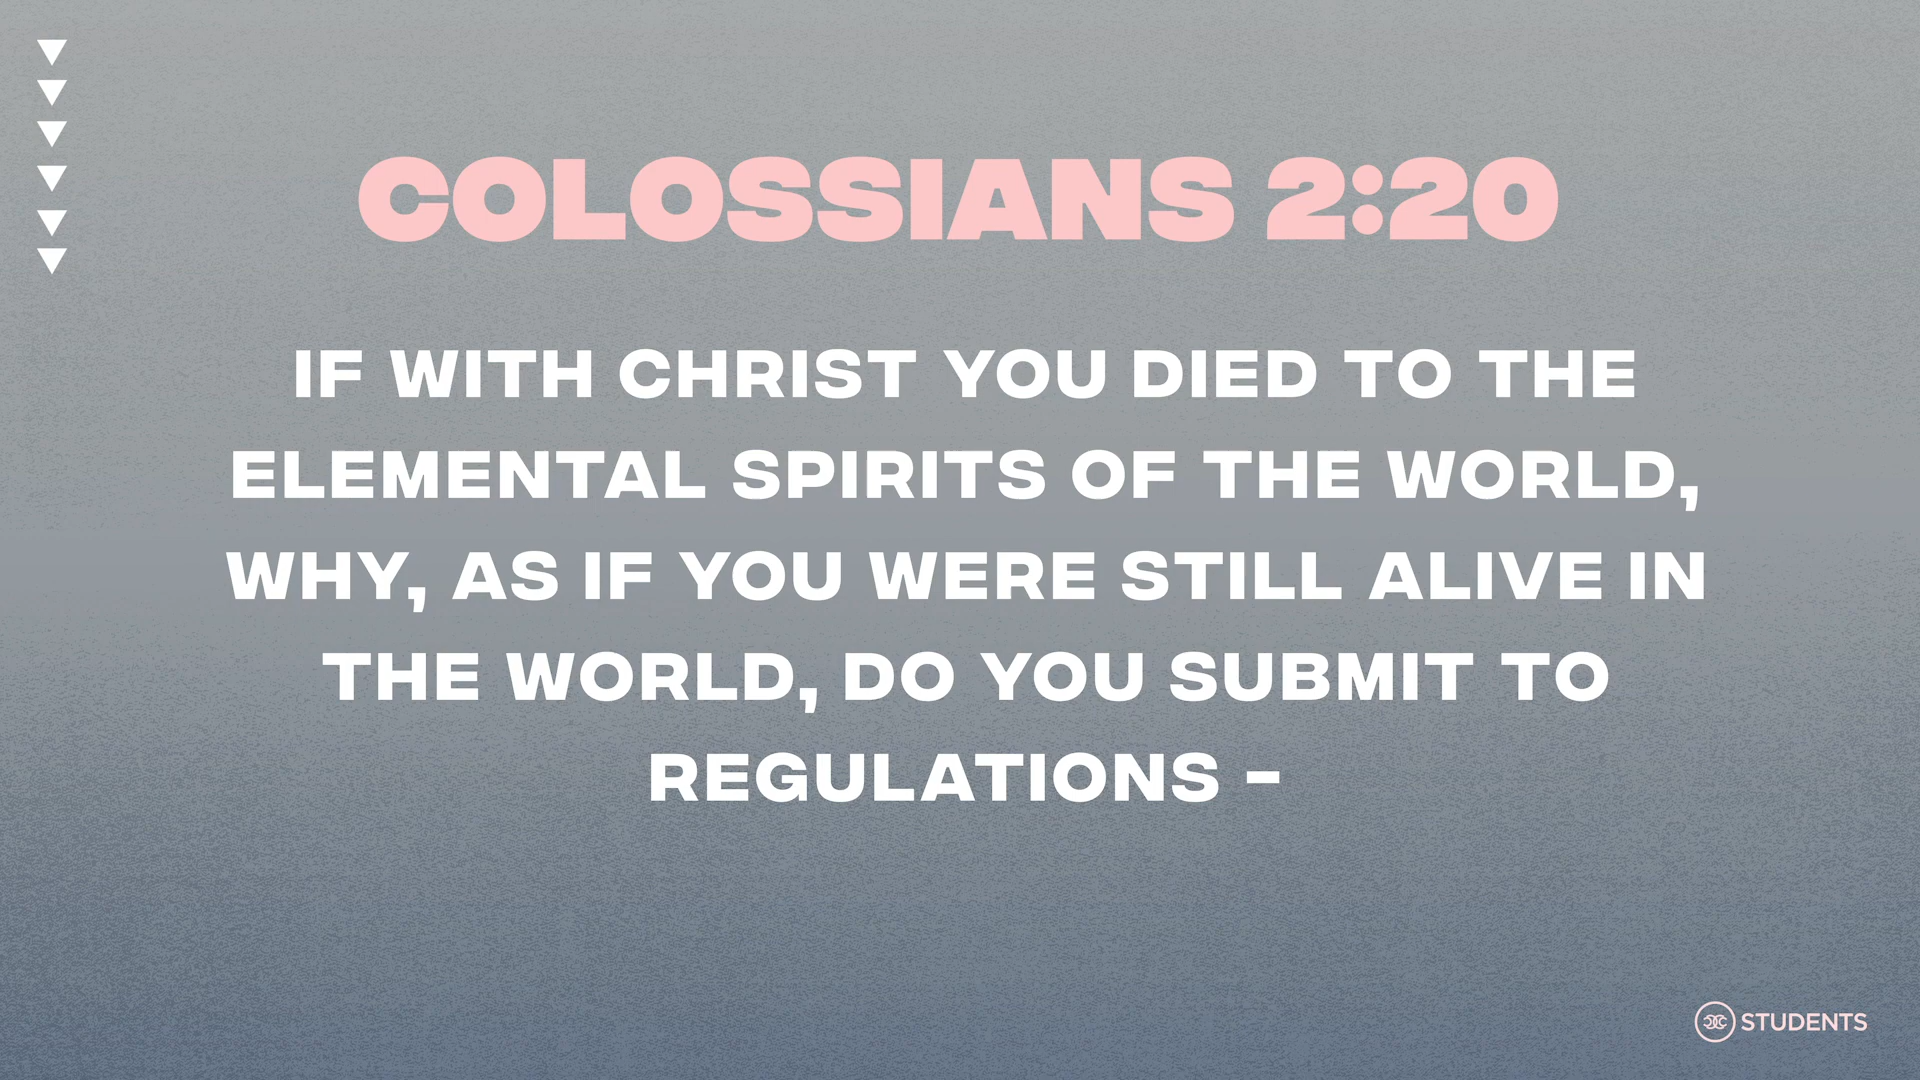 COLOSSIANS 2:20
IF WITH CHRIST YOU DIED TO THE
ELEMENTAL SPIRITS OF THE WORLD,
WHY, AS IF YOU WERE STILL ALIVE IN
THE WORLD, DO YOU SUBMIT TO
REGULATIONS –
STUDENTS